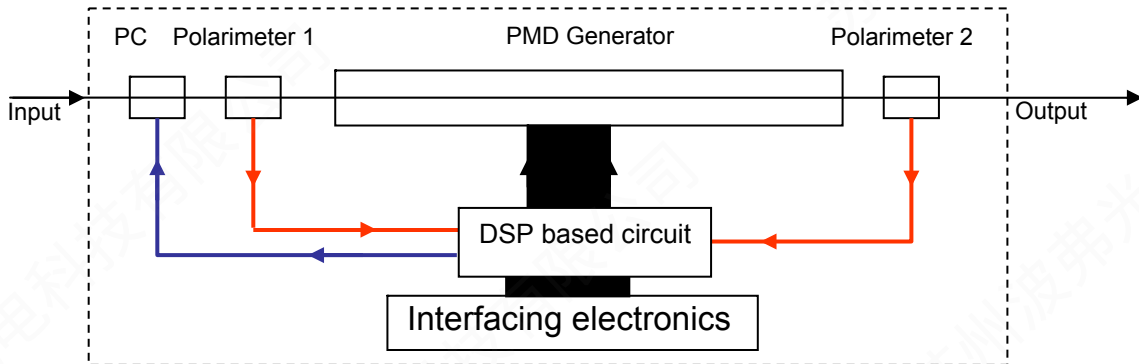 PC
Polarimeter 1
PMD Generator
Polarimeter 2
Input
Output
DSP based circuit
Interfacing electronics